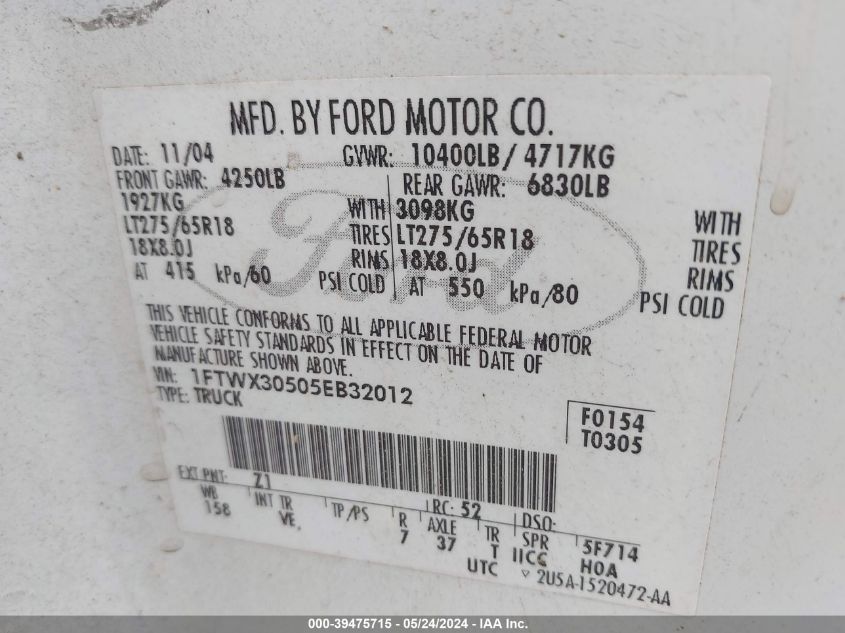 MFD. BY FORD MOTOR CO.
DATE: 11/04 GVWR: 10400LB/ 4717KG
FRONT GAWR: 4250LB REAR GAWR: 6830LB
1927KG WITH 3098KG WITH
LT275/65R18 TIRES LT275/65R18 TIRES
18X8.0J RIMS 18X8.0J RIMS
AT 415 kPa/60 PSI COLD AT 550 kPa/80 PSI COLD
Ford
THIS VEHICLE CONFORMS TO ALL APPLICABLE FEDERAL MOTOR
VEHICLE SAFETY STANDARDS IN EFFECT ON THE DATE OF
MANUFACTURE SHOWN ABOVE.
VIN: 1FTWX30505EB32012
TYPE: TRUCK
F0154
T0305
EXT PNT: Z1 RC: 52 DSO:
WB INT TR TP/PS R AXLE TR SPR 5F714
158 VE 7 37 T IICC H0A
UTC ▽ 2U5A-1520472-AA
000-39475715 - 05/24/2024 - IAA Inc.